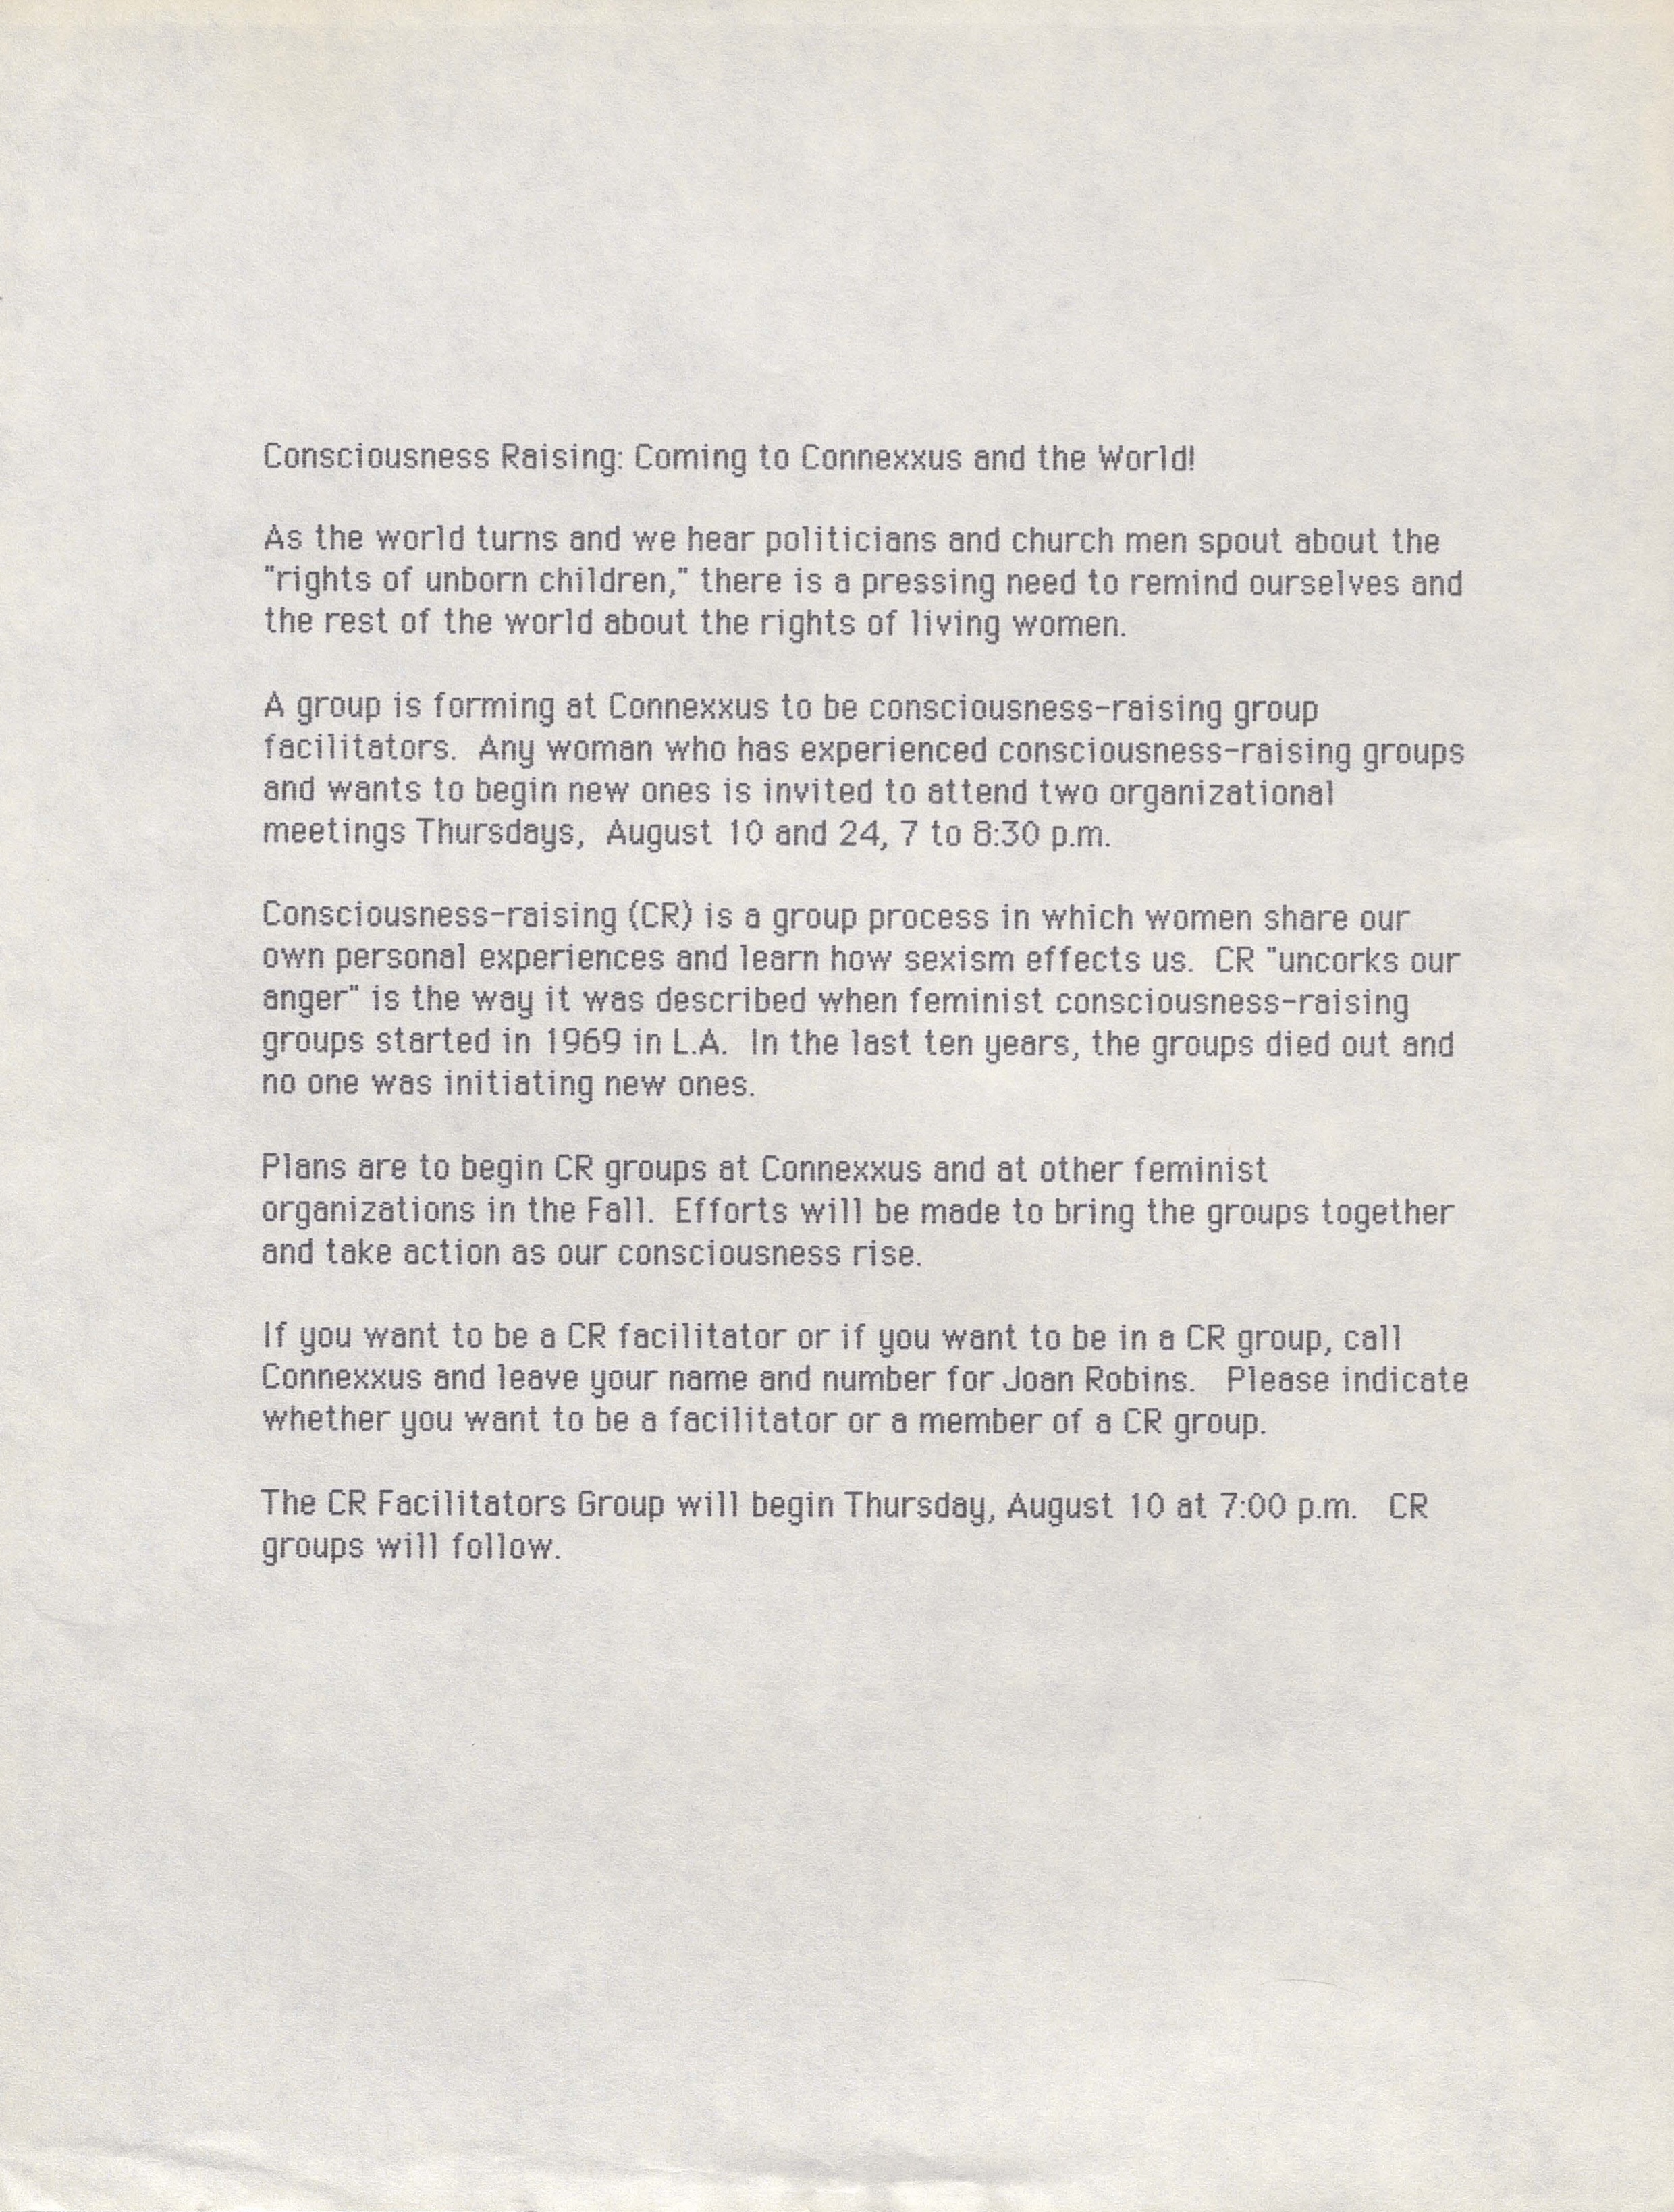 Consciousness Raising: Coming to Connexxus and the World!
As the world turns and we hear politicians and church men spout about the
"rights of unborn children," there is a pressing need to remind ourselves and
the rest of the world about the rights of living women.
A group is forming at Connexxus to be consciousness-raising group
facilitators.  Any woman who has experienced consciousness-raising groups
and wants to begin new ones is invited to attend two organizational
meetings Thursdays,  August 10 and 24, 7 to 8:30 p.m.
Consciousness-raising (CR) is a group process in which women share our
own personal experiences and learn how sexism effects us.  CR "uncorks our
anger" is the way it was described when feminist consciousness-raising
groups started in 1969 in L.A.  In the last ten years, the groups died out and
no one was initiating new ones.
Plans are to begin CR groups at Connexxus and at other feminist
organizations in the Fall.  Efforts will be made to bring the groups together
and take action as our consciousness rise.
If you want to be a CR facilitator or if you want to be in a CR group, call
Connexxus and leave your name and number for Joan Robins.   Please indicate
whether you want to be a facilitator or a member of a CR group.
The CR Facilitators Group will begin Thursday, August 10 at 7:00 p.m.   CR
groups will follow.